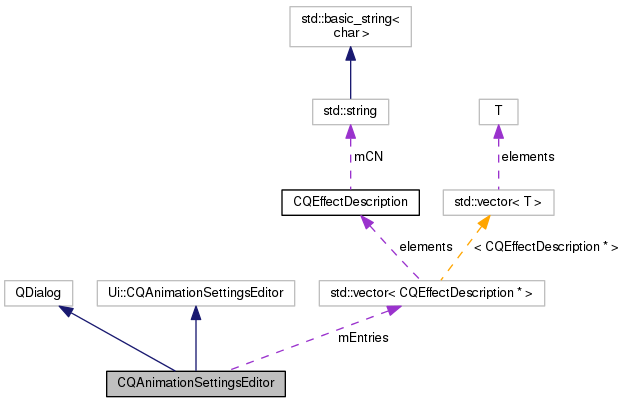 std::basic_string<
char >
std::string
T
mCN
elements
CQEffectDescription
std::vector< T >
elements
< CQEffectDescription * >
QDialog
Ui::CQAnimationSettingsEditor
std::vector< CQEffectDescription * >
mEntries
CQAnimationSettingsEditor